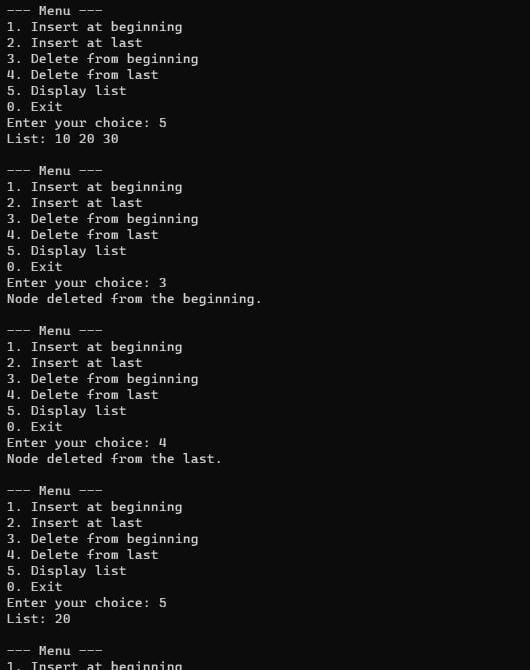 --- Menu ---
1. Insert at beginning
2. Insert at last
3. Delete from beginning
4. Delete from last
5. Display list
0. Exit
Enter your choice: 5
List: 10 20 30
--- Menu ---
1. Insert at beginning
2. Insert at last
3. Delete from beginning
4. Delete from last
5. Display list
0. Exit
Enter your choice: 3
Node deleted from the beginning.
--- Menu ---
1. Insert at beginning
2. Insert at last
3. Delete from beginning
4. Delete from last
5. Display list
0. Exit
Enter your choice: 4
Node deleted from the last.
--- Menu ---
1. Insert at beginning
2. Insert at last
3. Delete from beginning
4. Delete from last
5. Display list
0. Exit
Enter your choice: 5
List: 20
--- Menu ---
1. Insert at beginning